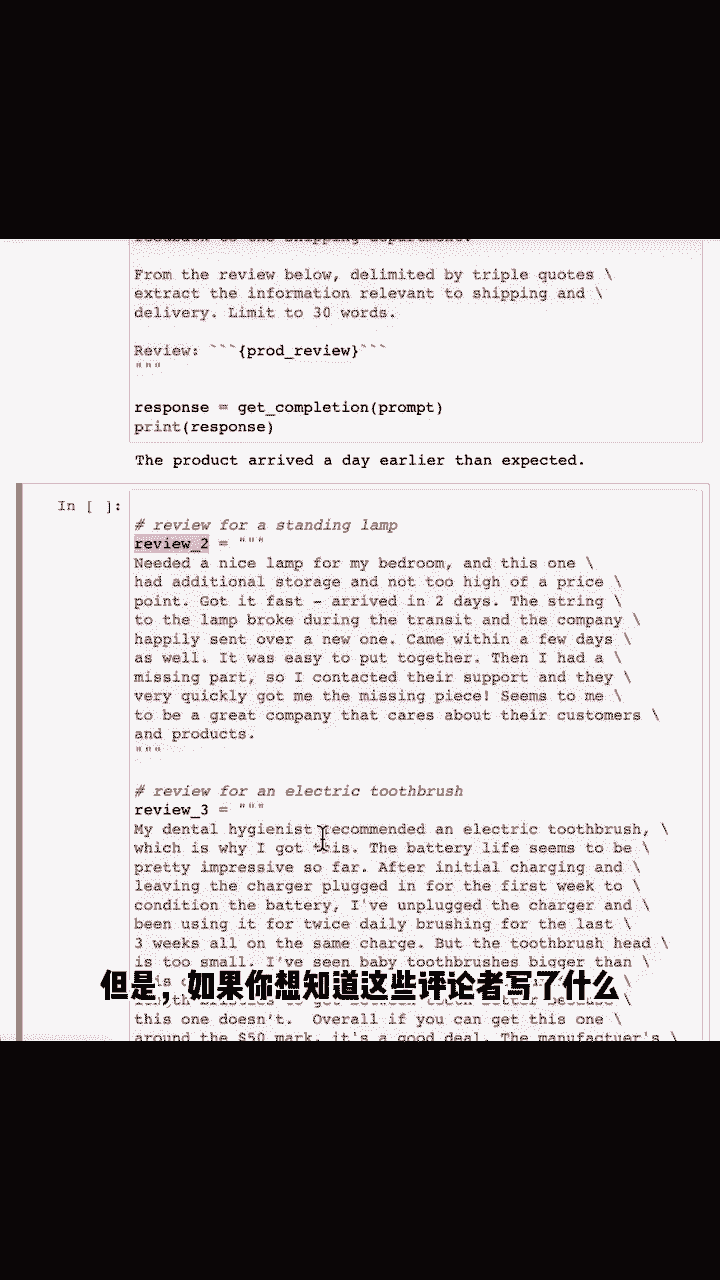 From the review below, delimited by triple quotes \
extract the information relevant to shipping and \
delivery. Limit to 30 words.
Review: ```{prod_review}```
"""
response = get_completion(prompt)
print(response)
The product arrived a day earlier than expected.
In [ ]:
# review for a standing lamp
review_2 = """
Needed a nice lamp for my bedroom, and this one \
had additional storage and not too high of a price \
point. Got it fast - arrived in 2 days. The string \
to the lamp broke during the transit and the company \
happily sent over a new one. Came within a few days \
as well. It was easy to put together. Then I had a \
missing part, so I contacted their support and they \
very quickly got me the missing piece! Seems to me \
to be a great company that cares about their customers \
and products.
"""
# review for an electric toothbrush
review_3 = """
My dental hygienist recommended an electric toothbrush, \
which is why I got this. The battery life seems to be \
pretty impressive so far. After initial charging and \
leaving the charger plugged in for the first week to \
condition the battery, I've unplugged the charger and \
been using it for twice daily brushing for the last \
3 weeks all on the same charge. But the toothbrush head \
is too small. I've seen baby toothbrushes bigger than \
但是，如果你想知道这些评论者写了什么
this one doesn't. Overall if you can get this one \
around the $50 mark, it's a good deal. The manufactuer's \